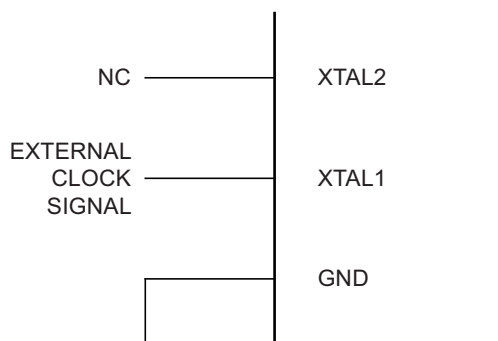 NC
XTAL2
EXTERNAL
CLOCK
SIGNAL
XTAL1
GND